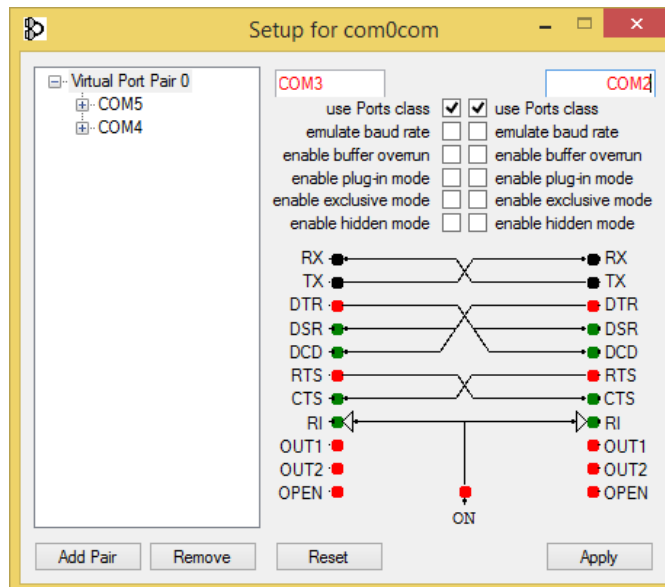 Setup for com0com
Virtual Port Pair 0
COM5
COM4
COM3 COM2
use Ports class use Ports class
emulate baud rate emulate baud rate
enable buffer overrun enable buffer overrun
enable plug-in mode enable plug-in mode
enable exclusive mode enable exclusive mode
enable hidden mode enable hidden mode
RX RX
TX TX
DTR DTR
DSR DSR
DCD DCD
RTS RTS
CTS CTS
RI RI
OUT1 OUT1
OUT2 OUT2
OPEN OPEN
ON
Add Pair Remove Reset Apply